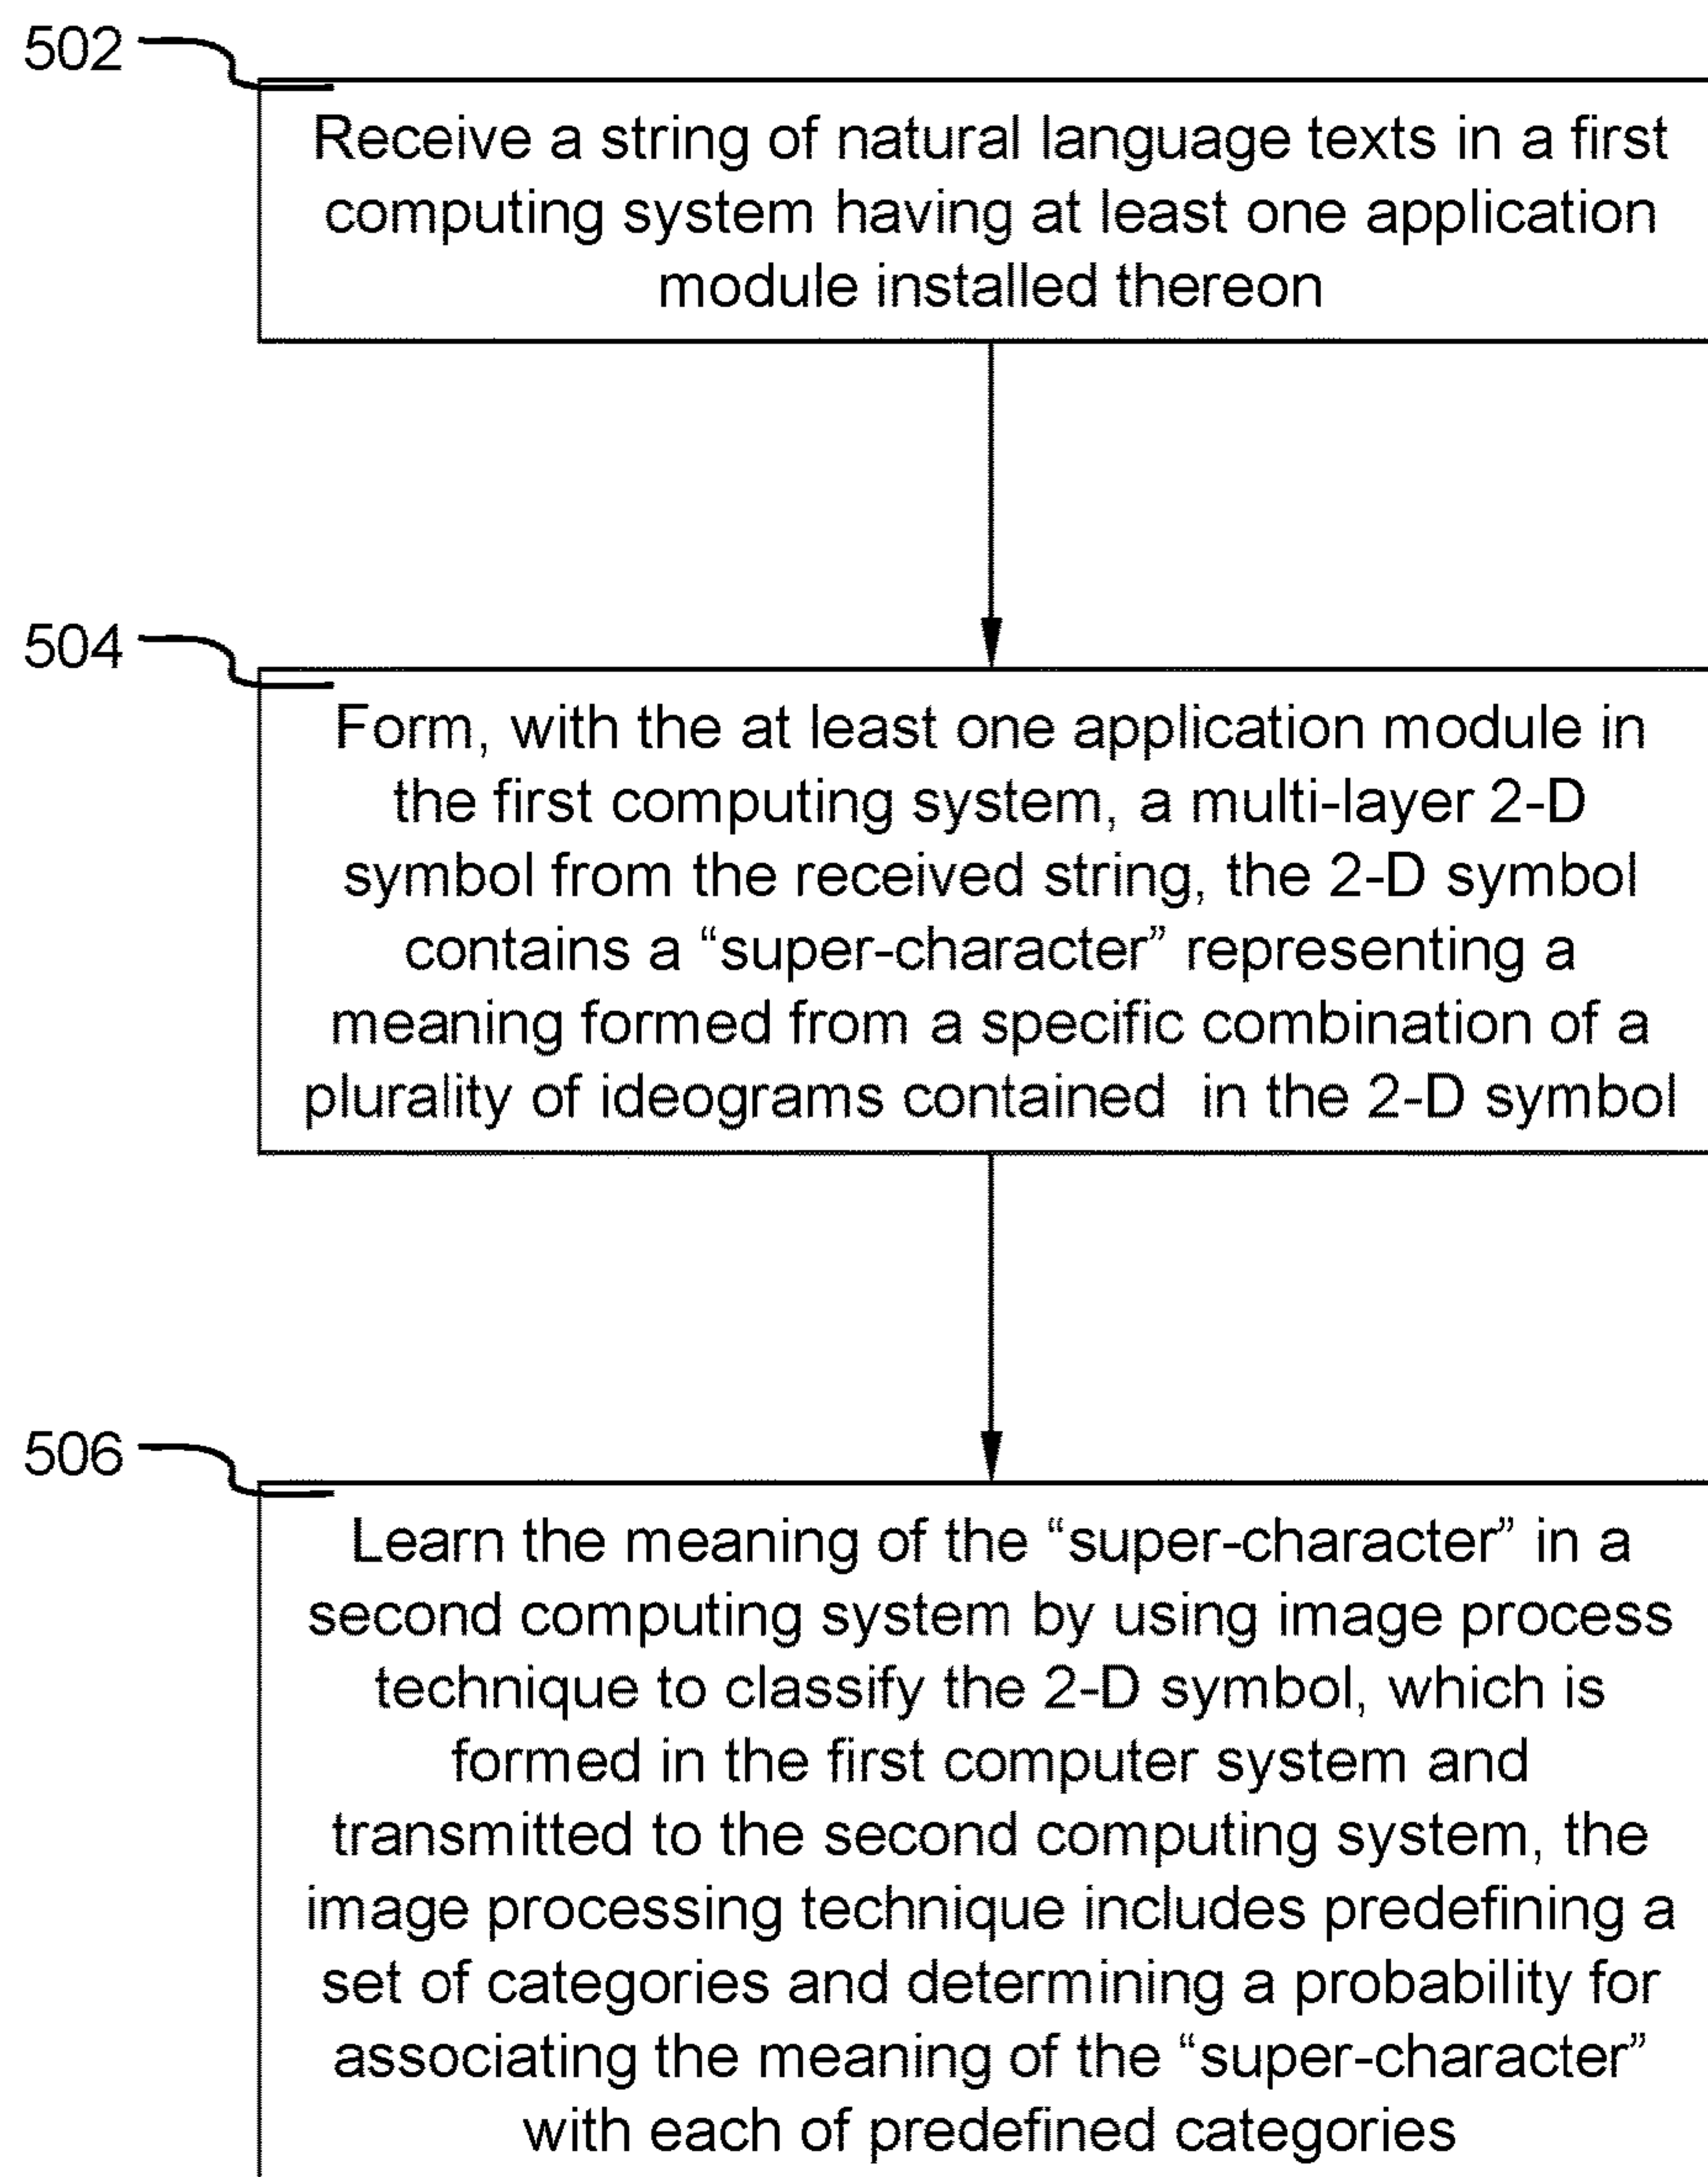 502
Receive a string of natural language texts in a first
computing system having at least one application
module installed thereon
504
Form, with the at least one application module in
the first computing system, a multi-layer 2-D
symbol from the received string, the 2-D symbol
contains a “super-character” representing a
meaning formed from a specific combination of a
plurality of ideograms contained in the 2-D symbol
506
Learn the meaning of the “super-character” in a
second computing system by using image process
technique to classify the 2-D symbol, which is
formed in the first computer system and
transmitted to the second computing system, the
image processing technique includes predefining a
set of categories and determining a probability for
associating the meaning of the “super-character”
with each of predefined categories